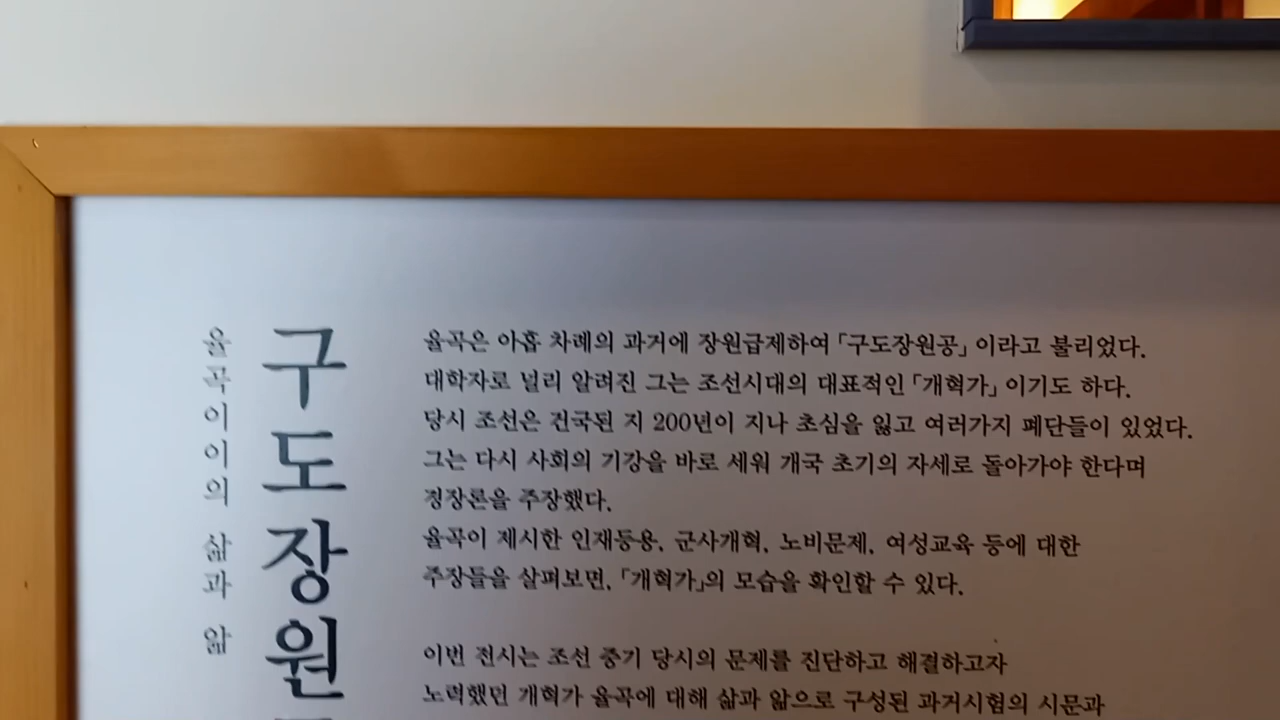 율곡이이의 삶과 앎
구도장원
율곡은 아홉 차례의 과거에 장원급제하여 「구도장원공」 이라고 불리었다.
대학자로 널리 알려진 그는 조선시대의 대표적인 「개혁가」 이기도 하다.
당시 조선은 건국된 지 200년이 지나 초심을 잃고 여러가지 폐단들이 있었다.
그는 다시 사회의 기강을 바로 세워 개국 초기의 자세로 돌아가야 한다며
경장론을 주장했다.
율곡이 제시한 인재등용, 군사개혁, 노비문제, 여성교육 등에 대한
주장들을 살펴보면, 「개혁가」의 모습을 확인할 수 있다.
이번 전시는 조선 중기 당시의 문제를 진단하고 해결하고자
노력했던 개혁가 율곡에 대해 삶과 앎으로 구성된 과거시험의 시문과